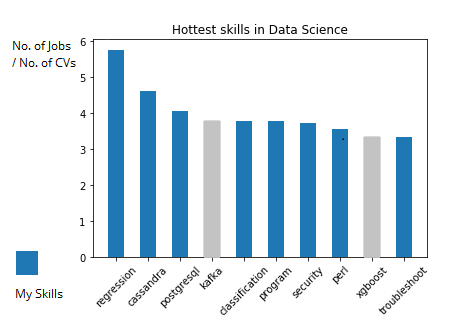 Hottest skills in Data Science
No. of Jobs
/ No. of CVs
6
5
4
3
2
1
0
regression
cassandra
postgresql
kafka
classification
program
security
perl
xgboost
troubleshoot
My Skills